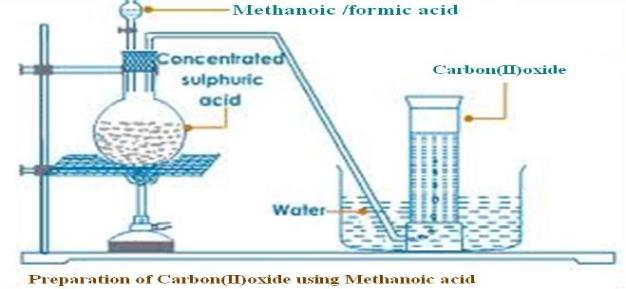 Methanoic /formic acid
Concentrated
sulphuric
acid
Carbon(II)oxide
Water
Preparation of Carbon(II)oxide using Methanoic acid